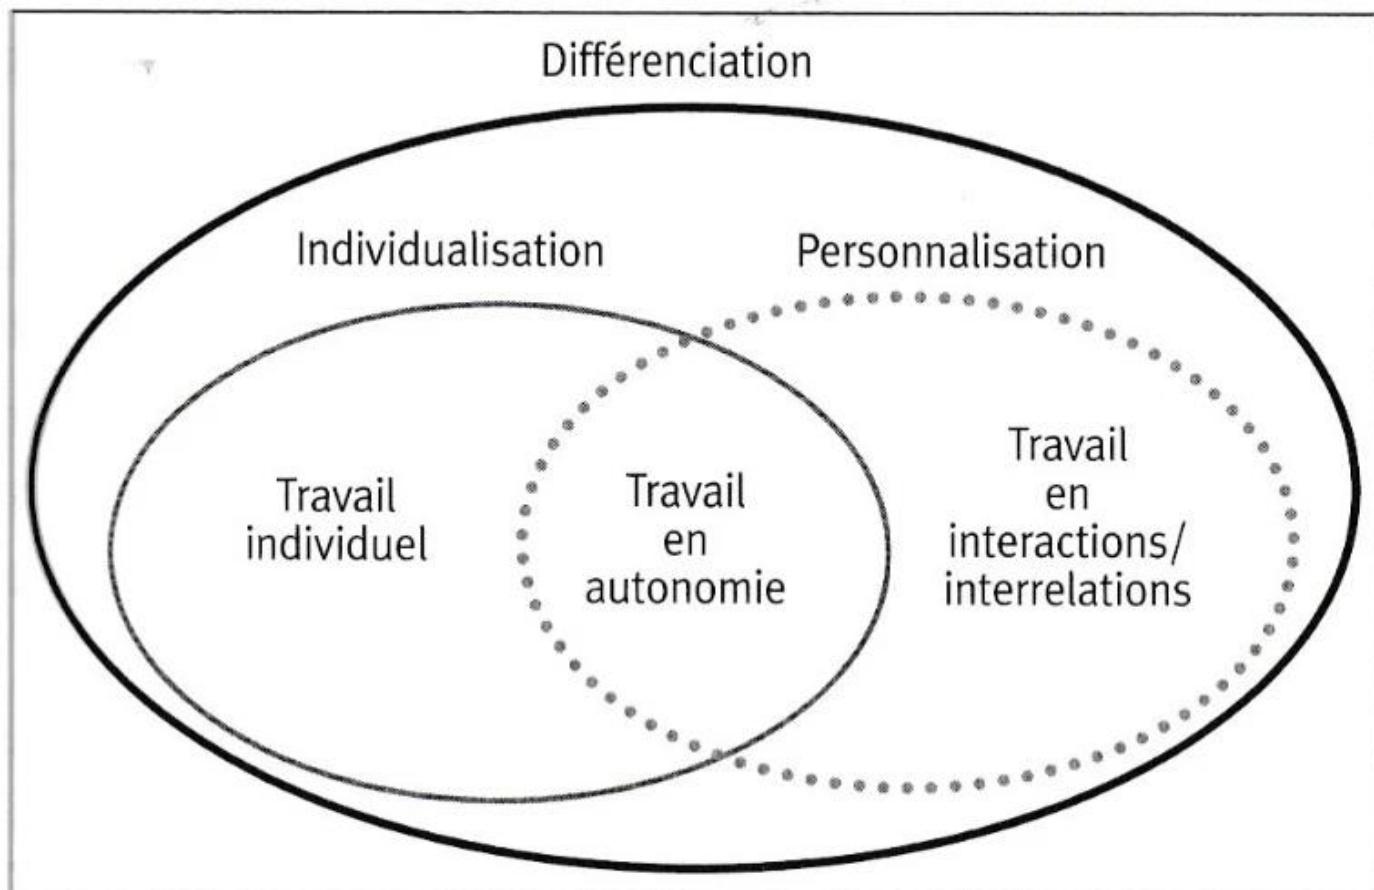 Différenciation
Individualisation
Personnalisation
Travail
individuel
Travail
en
autonomie
Travail
en
interactions/
interrelations